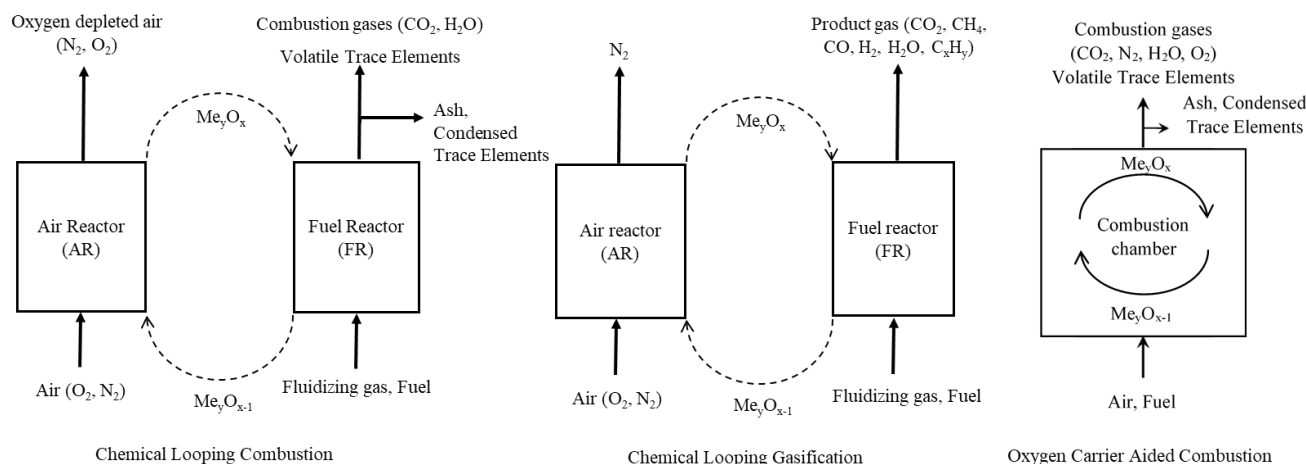 Oxygen depleted air
(N₂, O₂)
Combustion gases (CO₂, H₂O)
Volatile Trace Elements
Ash,
Condensed
Trace Elements
MeyOₓ
Air Reactor
(AR)
Fuel Reactor
(FR)
Air (O₂, N₂)
MeyOₓ₋₁
Fluidizing gas, Fuel
Chemical Looping Combustion
N₂
Product gas (CO₂, CH₄,
CO, H₂, H₂O, CₓHy)
MeyOₓ
Air reactor
(AR)
Fuel reactor
(FR)
Air (O₂, N₂)
MeyOₓ₋₁
Fluidizing gas, Fuel
Chemical Looping Gasification
Combustion gases
(CO₂, N₂, H₂O, O₂)
Volatile Trace Elements
Ash, Condensed
Trace Elements
MeyOₓ
Combustion
chamber
MeyOₓ₋₁
Air, Fuel
Oxygen Carrier Aided Combustion